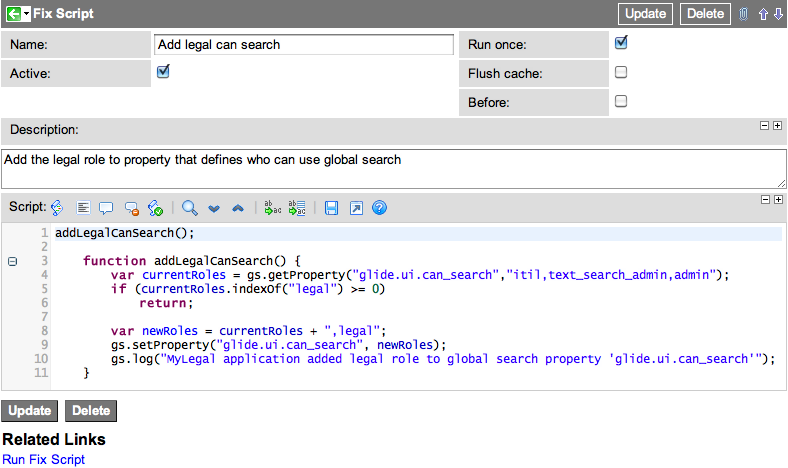 Fix Script Update Delete
Name: Add legal can search Run once:
Active: Flush cache:
Before:
Description:
Add the legal role to property that defines who can use global search
Script:
1 addLegalCanSearch();
2
3 function addLegalCanSearch() {
4 var currentRoles = gs.getProperty("glide.ui.can_search","itil,text_search_admin,admin");
5 if (currentRoles.indexOf("legal") >= 0)
6 return;
7
8 var newRoles = currentRoles + ",legal";
9 gs.setProperty("glide.ui.can_search", newRoles);
10 gs.log("MyLegal application added legal role to global search property 'glide.ui.can_search'");
11 }
Update Delete
Related Links
Run Fix Script